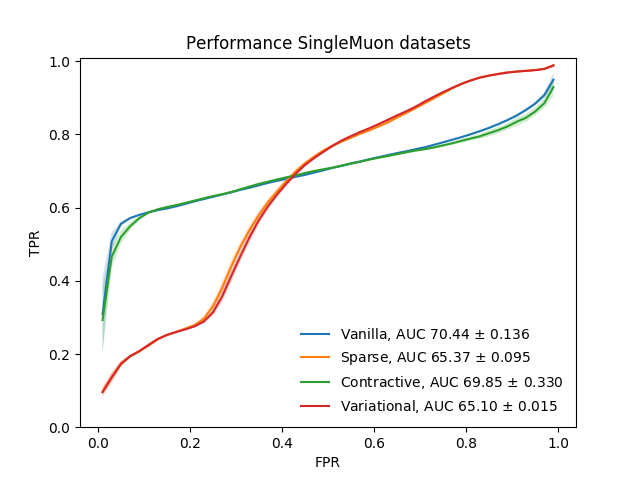 Performance SingleMuon datasets
1.0
0.8
0.6
0.4
0.2
0.0
TPR
Vanilla, AUC 70.44 ± 0.136
Sparse, AUC 65.37 ± 0.095
Contractive, AUC 69.85 ± 0.330
Variational, AUC 65.10 ± 0.015
0.0 0.2 0.4 0.6 0.8 1.0
FPR